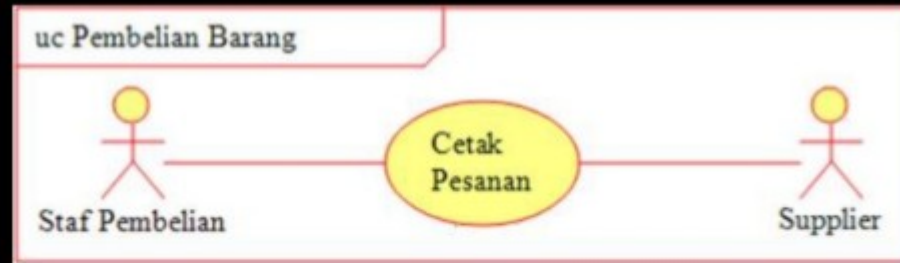 uc Pembelian Barang
Cetak
Pesanan
Staf Pembelian
Supplier